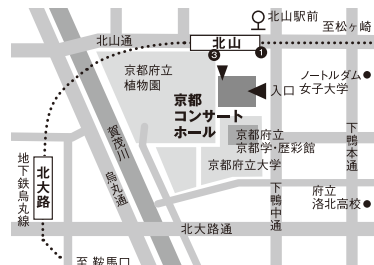 北山駅前
至松ヶ崎
北山通
北山
❸
❶
京都府立
植物園
ノートルダム
女子大学
入口
京都
コンサート
ホール
賀茂川
烏丸通
京都府立
京都学・歴彩館
京都府立大学
下鴨本通
下鴨中通
地下鉄烏丸線
北大路
府立
洛北高校
北大路通
至 鞍馬口